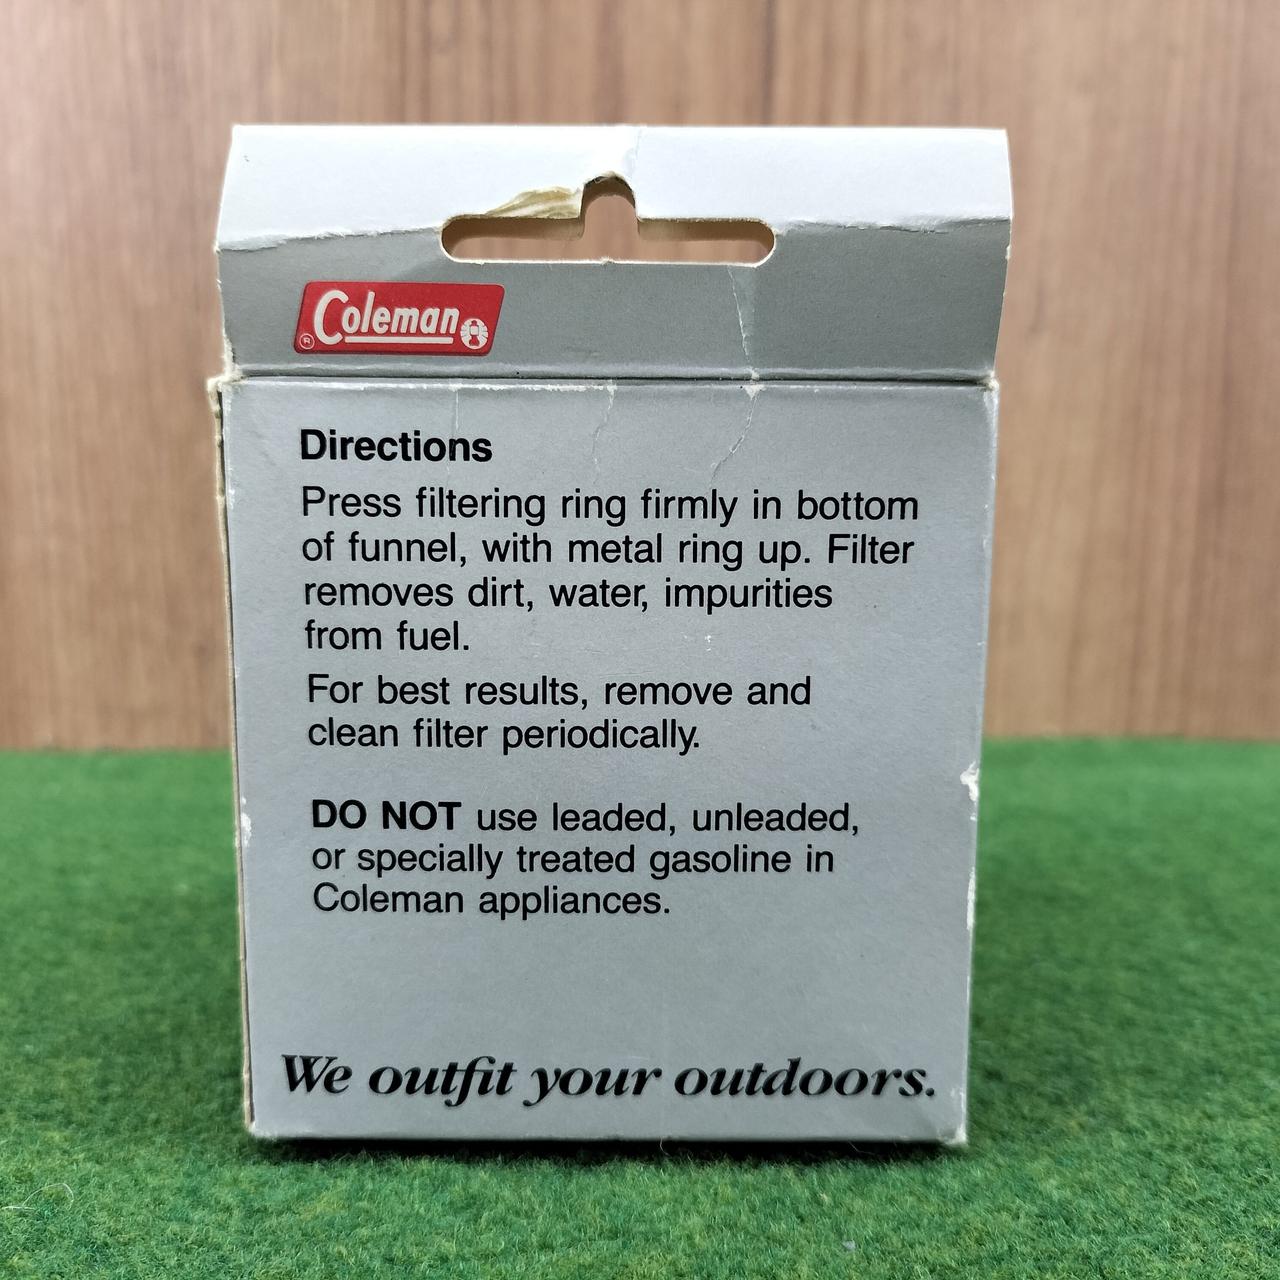 Coleman ®
Directions
Press filtering ring firmly in bottom
of funnel, with metal ring up. Filter
removes dirt, water, impurities
from fuel.
For best results, remove and
clean filter periodically.
DO NOT use leaded, unleaded,
or specially treated gasoline in
Coleman appliances.
We outfit your outdoors.